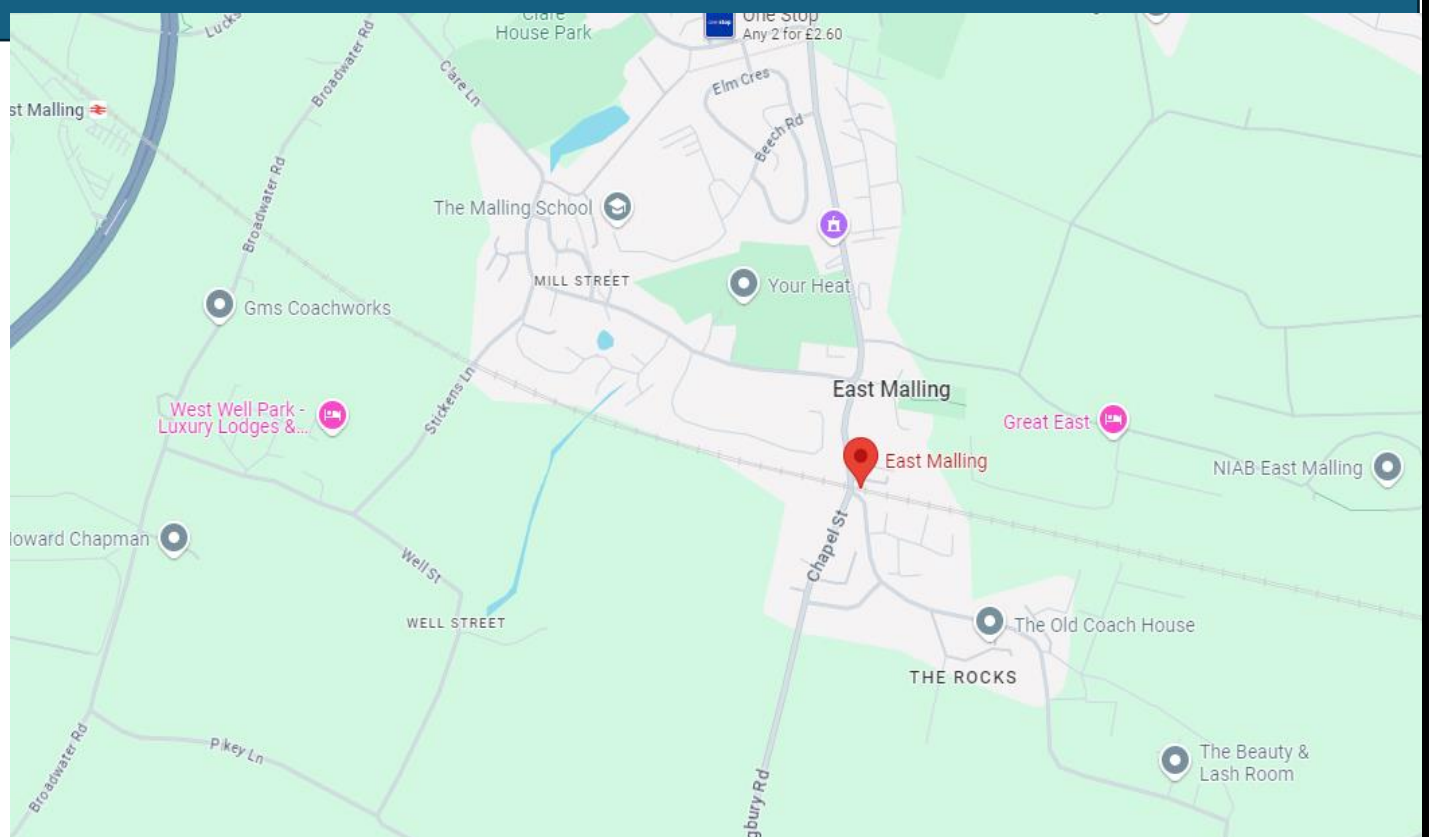 Clare
House Park
One Stop
Any 2 for £2.60
Broadwater Rd
Clare Ln
Elm Cres
Beech Rd
st Malling
Broadwater Rd
The Malling School
MILL STREET
Your Heat
Gms Coachworks
East Malling
West Well Park -
Luxury Lodges &...
Stickens Ln
Great East
East Malling
NIAB East Malling
Chapel St
oward Chapman
Well St
WELL STREET
The Old Coach House
THE ROCKS
Pikey Ln
Broadwater Rd
The Beauty &
Lash Room
gbury Rd